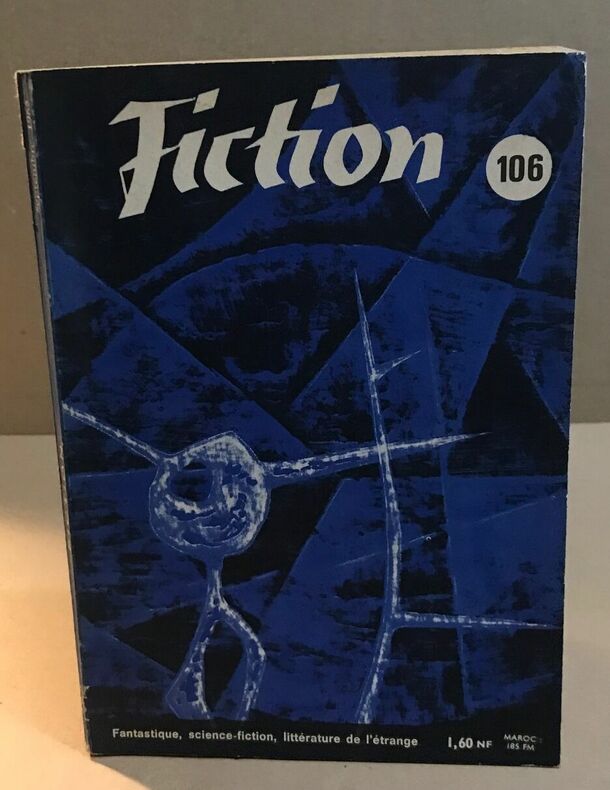 Fiction
106
Fantastique, science-fiction, littérature de l'étrange
1,60 NF
MAROC :
185 FM